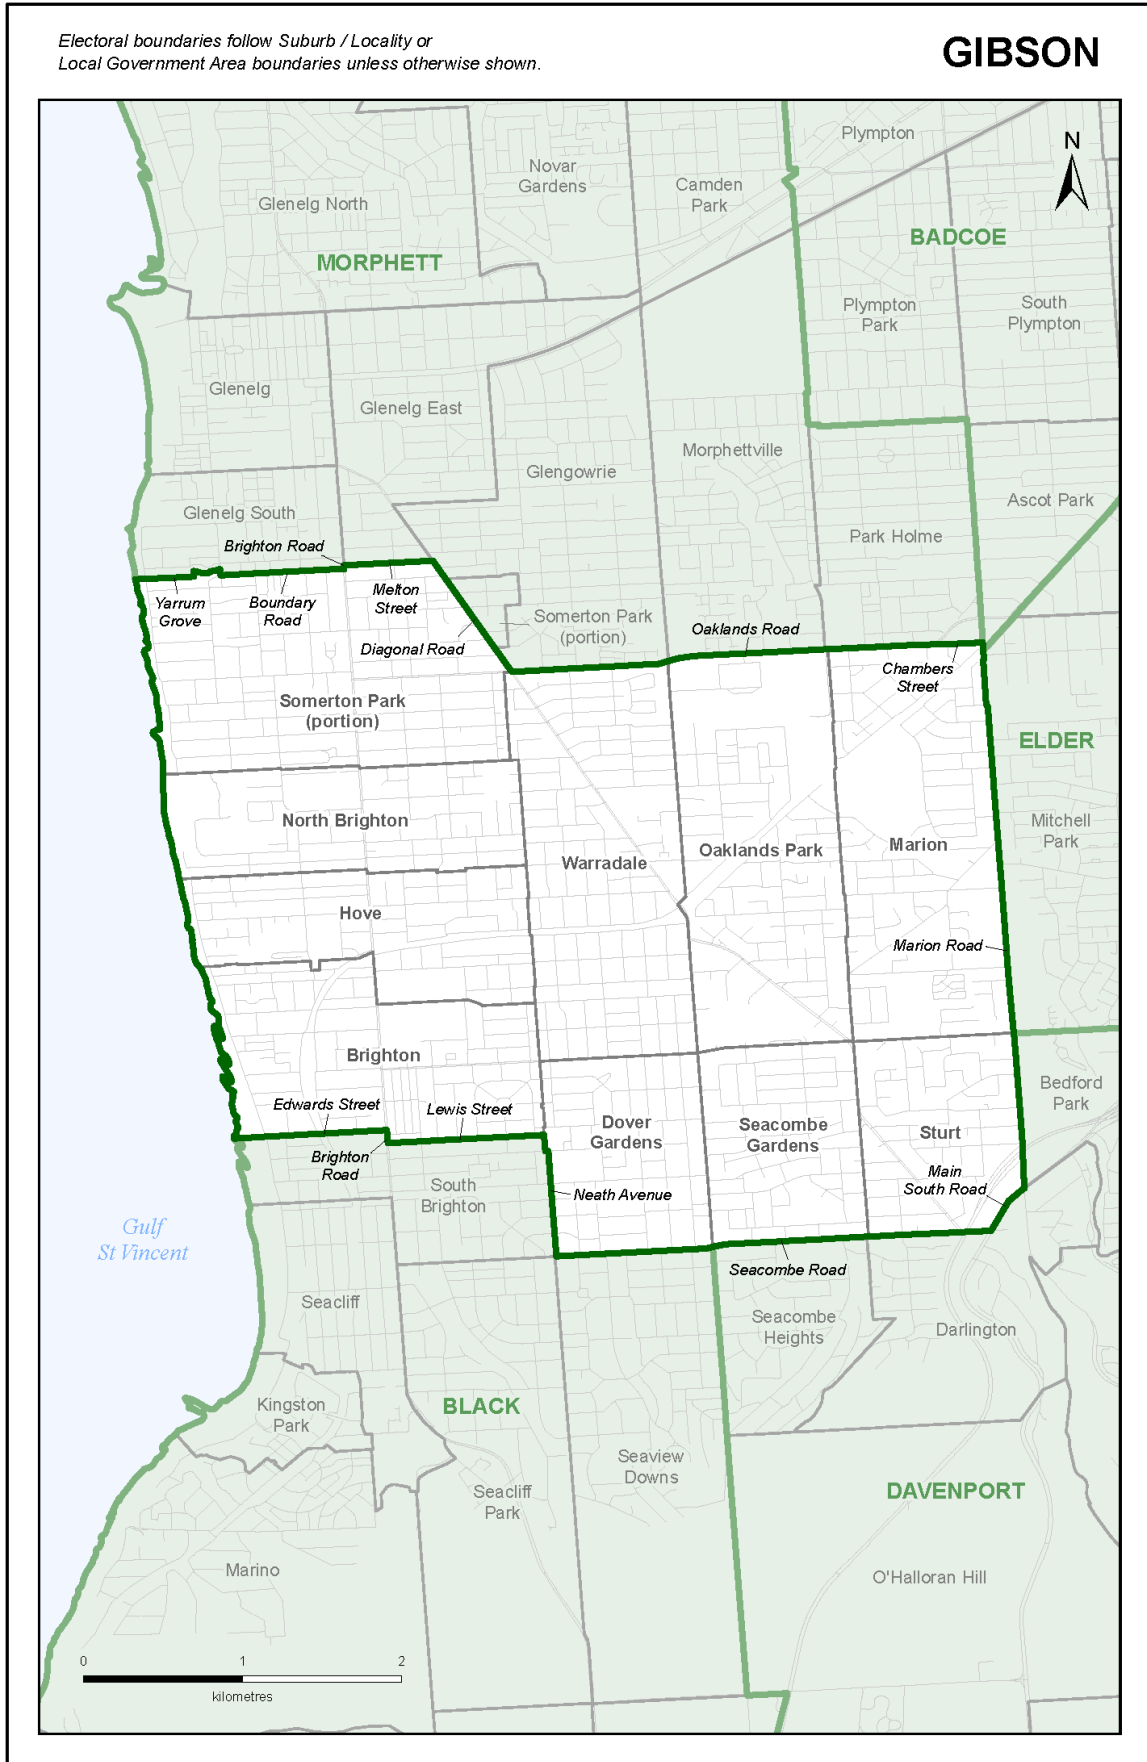 Electoral boundaries follow Suburb / Locality or
Local Government Area boundaries unless otherwise shown.
GIBSON
N
Plympton
Novar
Gardens
Camden
Park
Glenelg North
BADCOE
MORPHETT
Plympton
Park
South
Plympton
Glenelg
Glenelg East
Morphettville
Glengowrie
Ascot Park
Glenelg South
Park Holme
Brighton Road
Yarrum
Grove
Boundary
Road
Melton
Street
Diagonal Road
Somerton Park
(portion)
Oaklands Road
Chambers
Street
Somerton Park
(portion)
ELDER
North Brighton
Mitchell
Park
Warradale
Oaklands Park
Marion
Hove
Marion Road
Brighton
Bedford
Park
Edwards Street
Lewis Street
Dover
Gardens
Seacombe
Gardens
Sturt
Brighton
Road
South
Brighton
Neath Avenue
Main
South Road
Gulf
St Vincent
Seacombe Road
Seacliff
Seacombe
Heights
Darlington
Kingston
Park
BLACK
Seaview
Downs
Seacliff
Park
DAVENPORT
Marino
O'Halloran Hill
0
1
2
kilometres